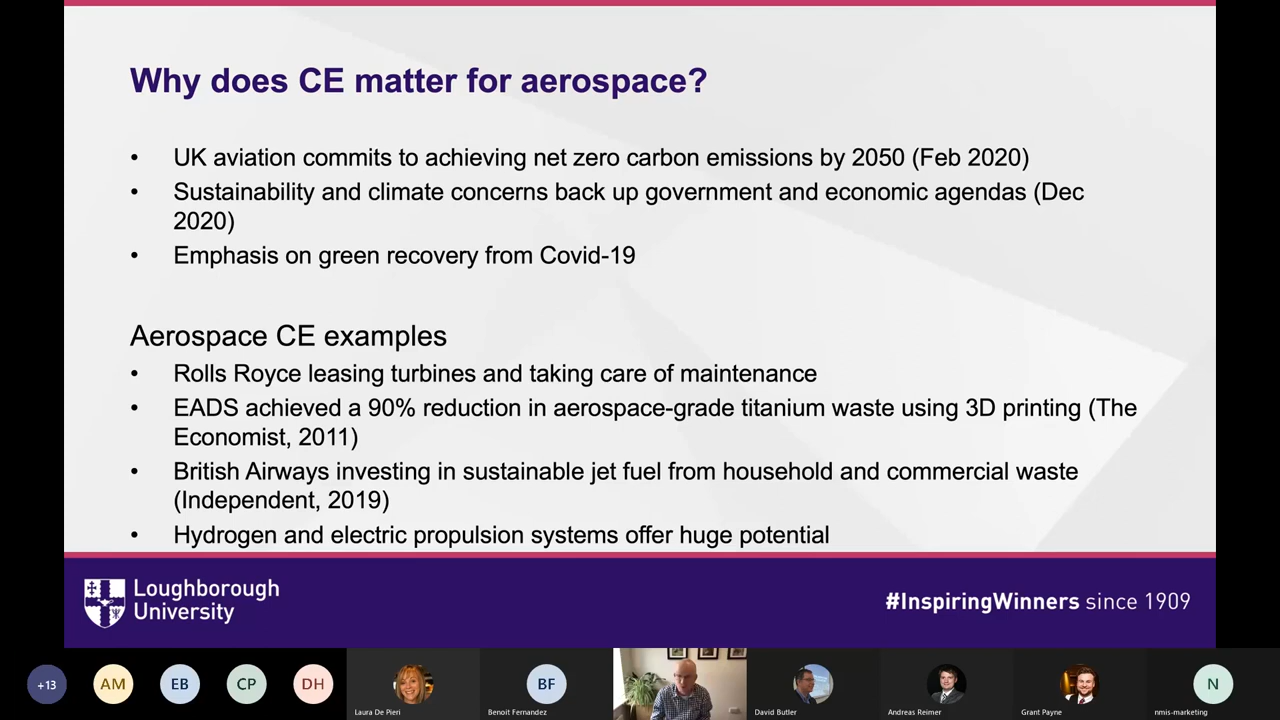 Why does CE matter for aerospace?
• UK aviation commits to achieving net zero carbon emissions by 2050 (Feb 2020)
• Sustainability and climate concerns back up government and economic agendas (Dec
2020)
• Emphasis on green recovery from Covid-19
Aerospace CE examples
• Rolls Royce leasing turbines and taking care of maintenance
• EADS achieved a 90% reduction in aerospace-grade titanium waste using 3D printing (The
Economist, 2011)
• British Airways investing in sustainable jet fuel from household and commercial waste
(Independent, 2019)
• Hydrogen and electric propulsion systems offer huge potential
Loughborough
University
#InspiringWinners since 1909
+13
AM
EB
CP
DH
BF
N
Laura De Pieri
Benoit Fernandez
David Butler
Andreas Reimer
Grant Payne
nmis-marketing